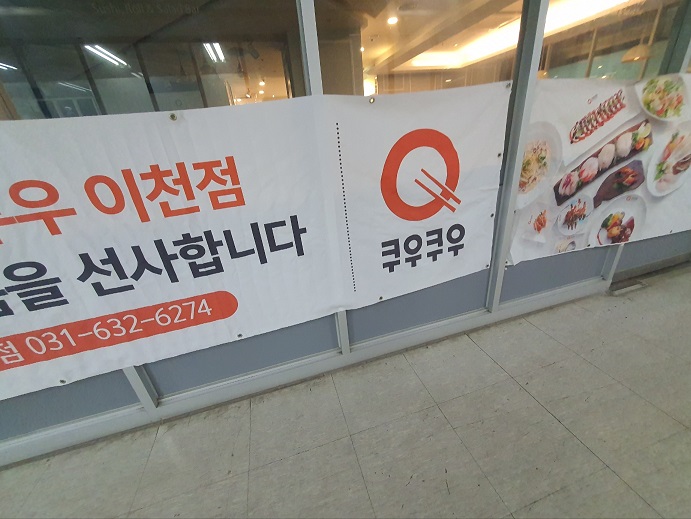 우 이천점
을 선사합니다
점 031-632-6274
쿠우쿠우